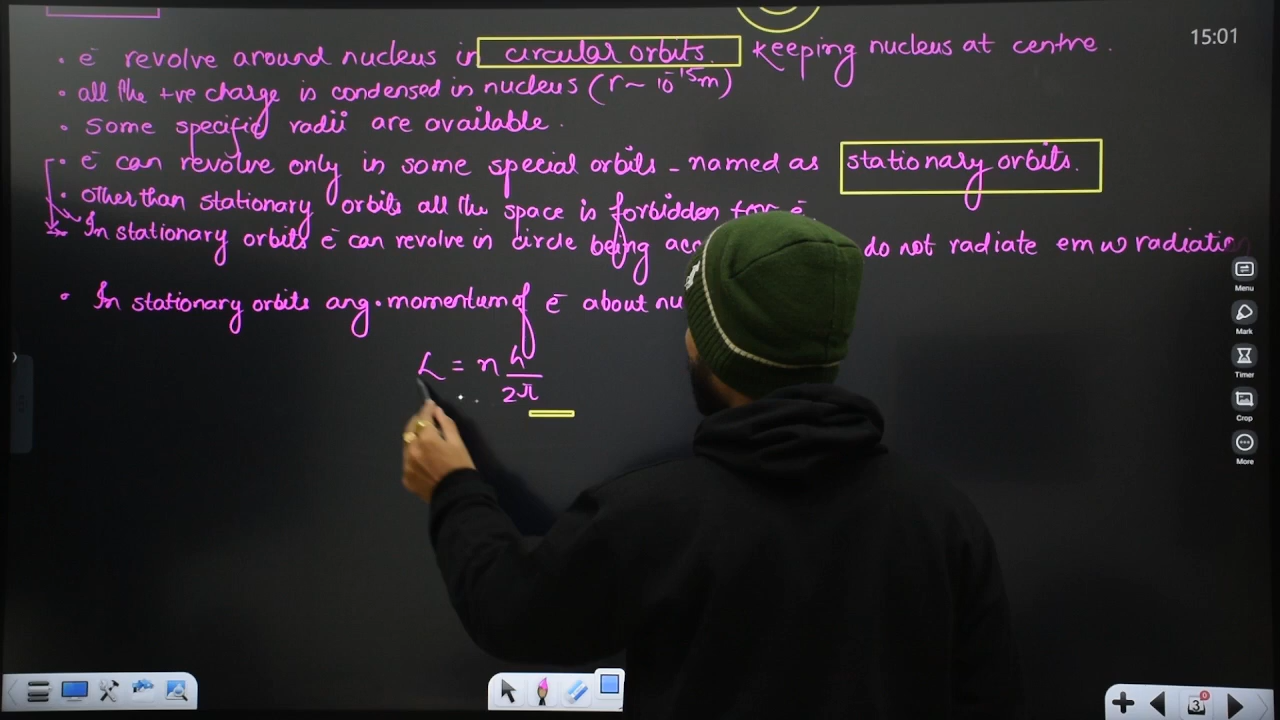 15:01
• e⁻ revolve around nucleus in circular orbits. keeping nucleus at centre.
• all the +ve charge is condensed in nucleus (r ~ 10⁻¹⁵m)
• Some specific radii are available.
• e⁻ can revolve only in some special orbits - named as stationary orbits.
• other than stationary orbits all the space is forbidden for e⁻.
In stationary orbits e⁻ can revolve in circle being acc do not radiate em w radiation
• In stationary orbits ang. momentum of e⁻ about nu
L = n h/2π
Menu
Mark
Timer
Crop
More
3